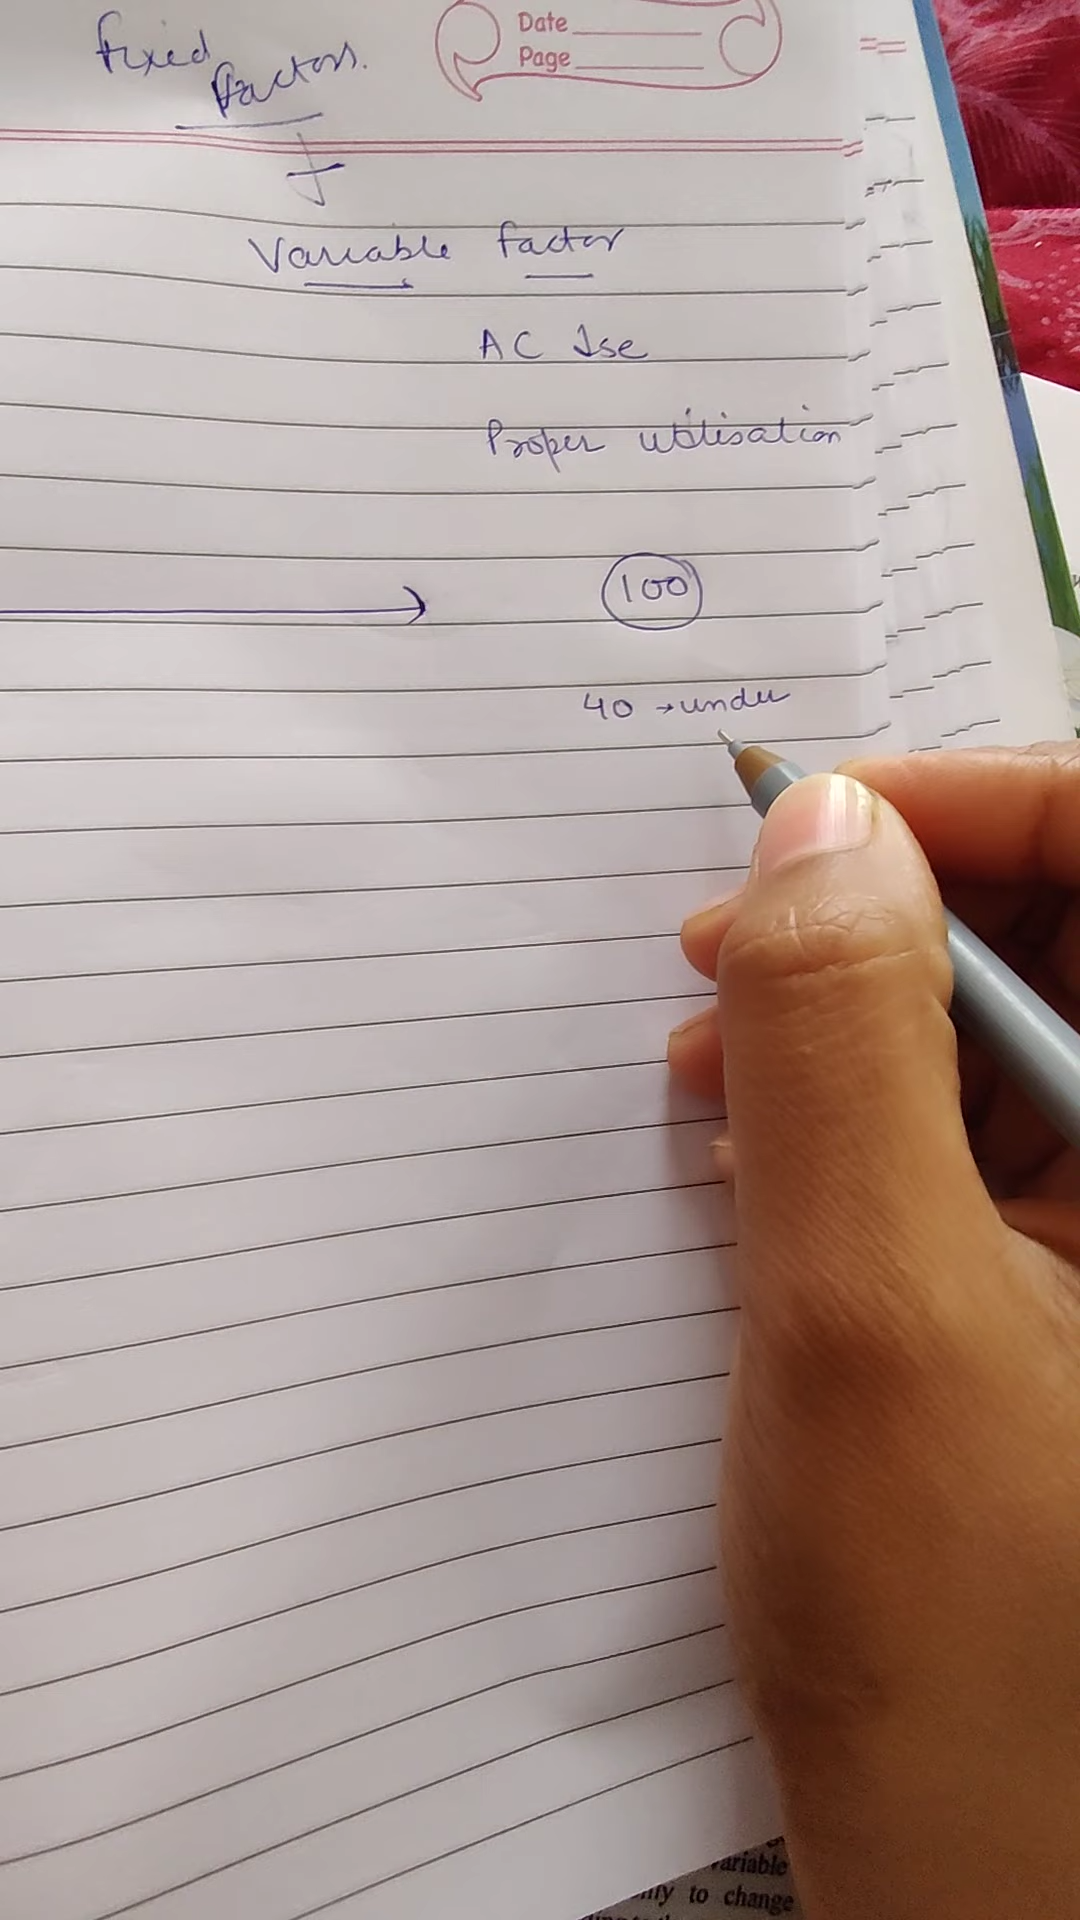 Date
Page
Fixed
Factors.
+
Variable factor
AC Ise
Proper utilisation
100
40 → under
variable
to change